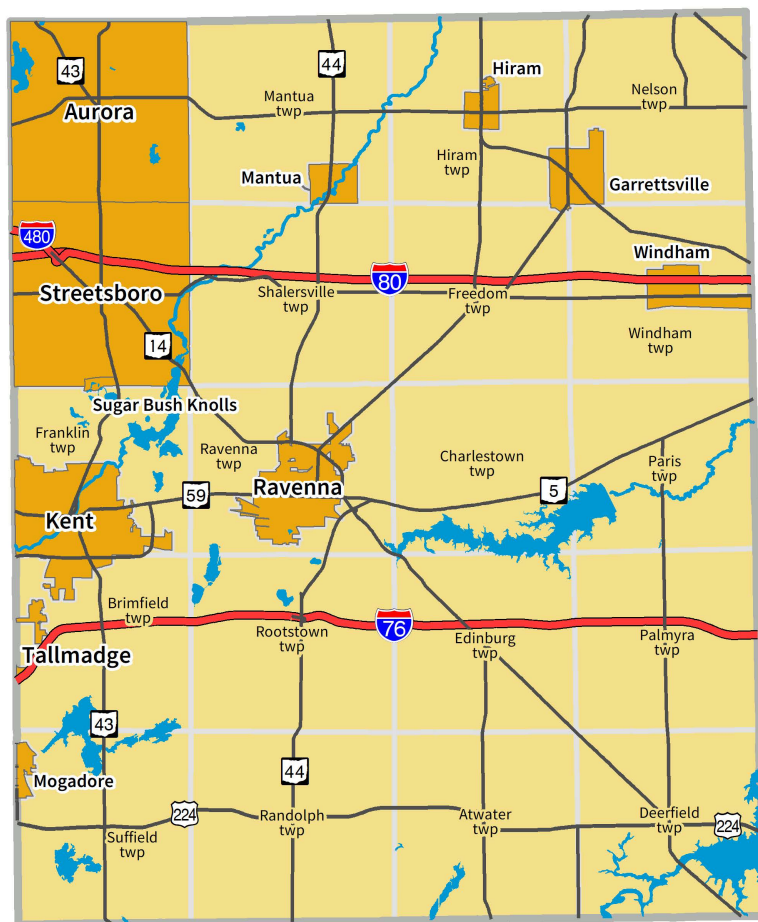 43
44
Hiram
Mantua
twp
Nelson
twp
Aurora
Hiram
twp
Mantua
Garrettsville
480
Windham
80
Streetsboro
Shalersville
twp
Freedom
twp
Windham
twp
14
Sugar Bush Knolls
Franklin
twp
Ravenna
twp
Charlestown
twp
Paris
twp
59
Ravenna
5
Kent
Brimfield
twp
Rootstown
twp
76
Edinburg
twp
Palmyra
twp
Tallmadge
43
44
Mogadore
224
Randolph
twp
Atwater
twp
Deerfield
twp
224
Suffield
twp